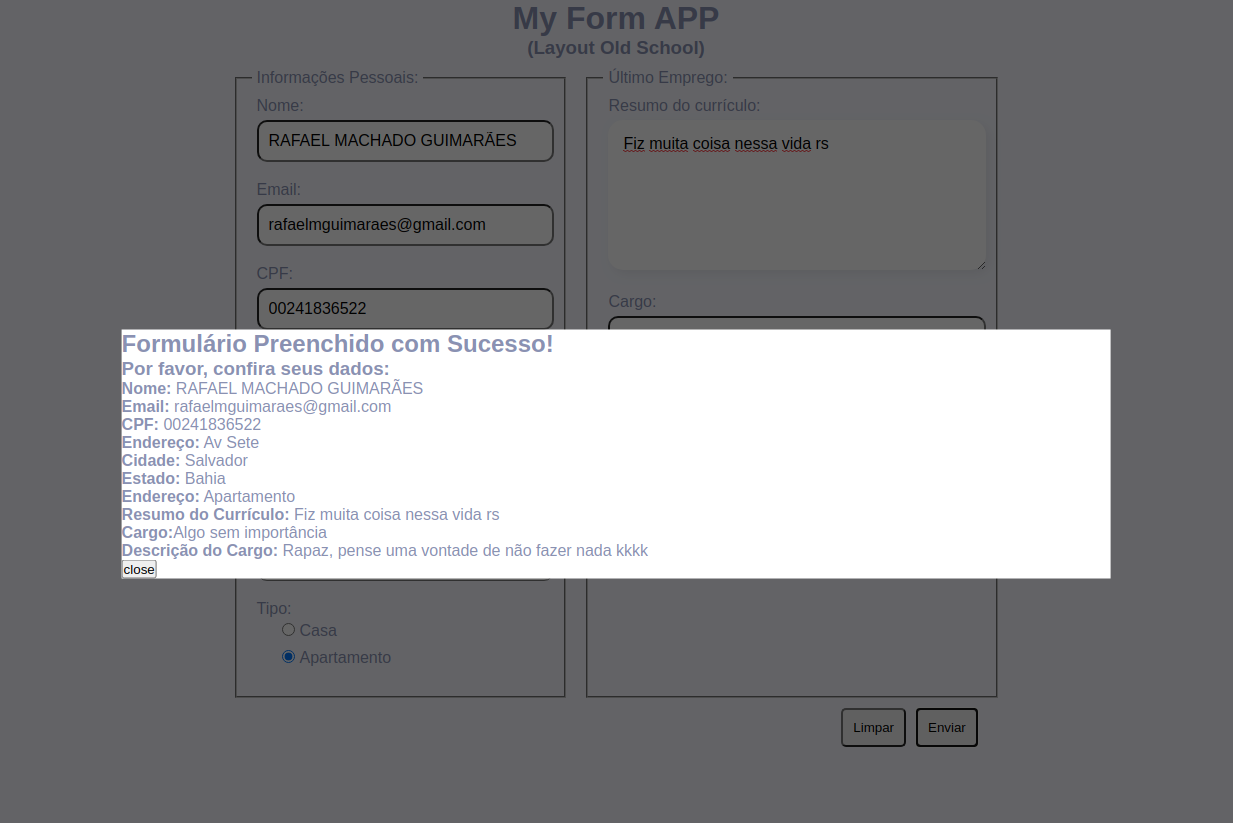 My Form APP
(Layout Old School)
Informações Pessoais:
Nome:
RAFAEL MACHADO GUIMARÃES
Email:
rafaelmguimaraes@gmail.com
CPF:
00241836522
Último Emprego:
Resumo do currículo:
Fiz muita coisa nessa vida rs
Cargo:
Formulário Preenchido com Sucesso!
Por favor, confira seus dados:
Nome: RAFAEL MACHADO GUIMARÃES
Email: rafaelmguimaraes@gmail.com
CPF: 00241836522
Endereço: Av Sete
Cidade: Salvador
Estado: Bahia
Endereço: Apartamento
Resumo do Currículo: Fiz muita coisa nessa vida rs
Cargo:Algo sem importância
Descrição do Cargo: Rapaz, pense uma vontade de não fazer nada kkkk
close
Tipo:
Casa
Apartamento
Limpar Enviar